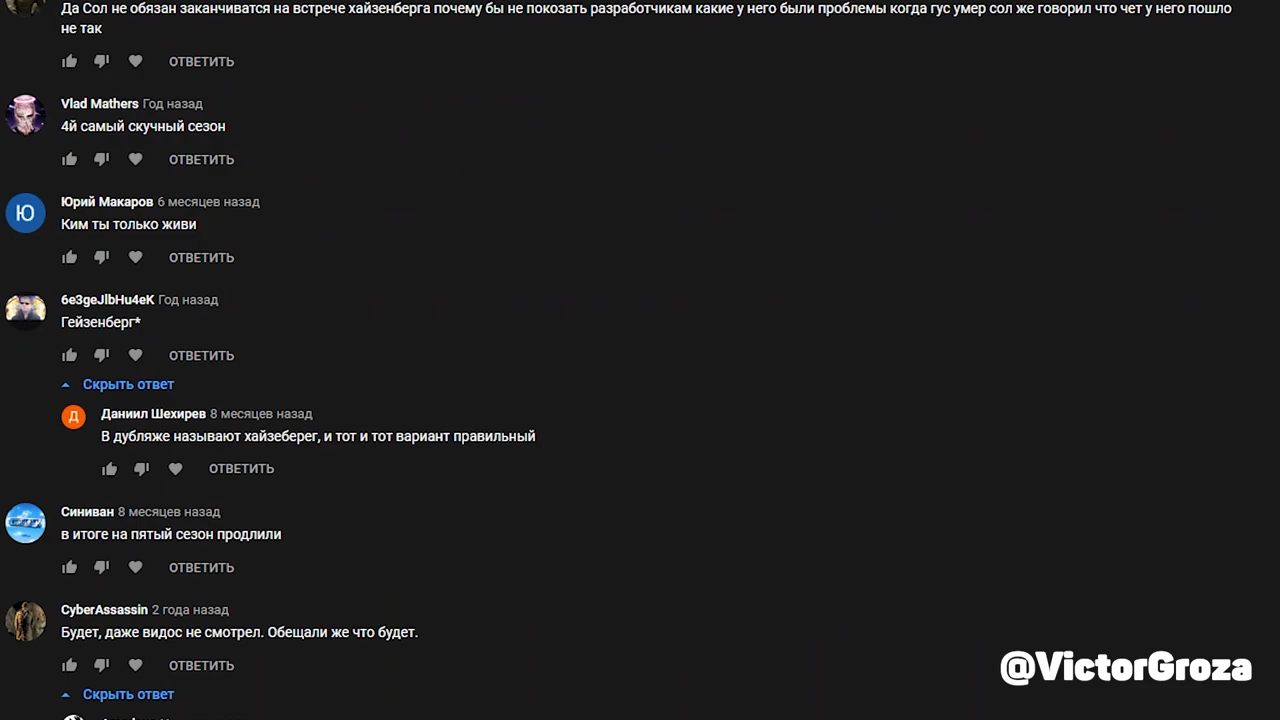 Да Сол не обязан заканчиватся на встрече хайзенберга почему бы не покозать разработчикам какие у него были проблемы когда гус умер сол же говорил что чет у него пошло
не так
ОТВЕТИТЬ
Vlad Mathers Год назад
4й самый скучный сезон
ОТВЕТИТЬ
Ю
Юрий Макаров 6 месяцев назад
Ким ты только живи
ОТВЕТИТЬ
6e3geJlbHu4eK Год назад
Гейзенберг*
ОТВЕТИТЬ
Скрыть ответ
Д
Даниил Шехирев 8 месяцев назад
В дубляже называют хайзеберег, и тот и тот вариант правильный
ОТВЕТИТЬ
Синиван 8 месяцев назад
в итоге на пятый сезон продлили
ОТВЕТИТЬ
CyberAssassin 2 года назад
Будет, даже видос не смотрел. Обещали же что будет.
ОТВЕТИТЬ
Скрыть ответ
@VictorGroza